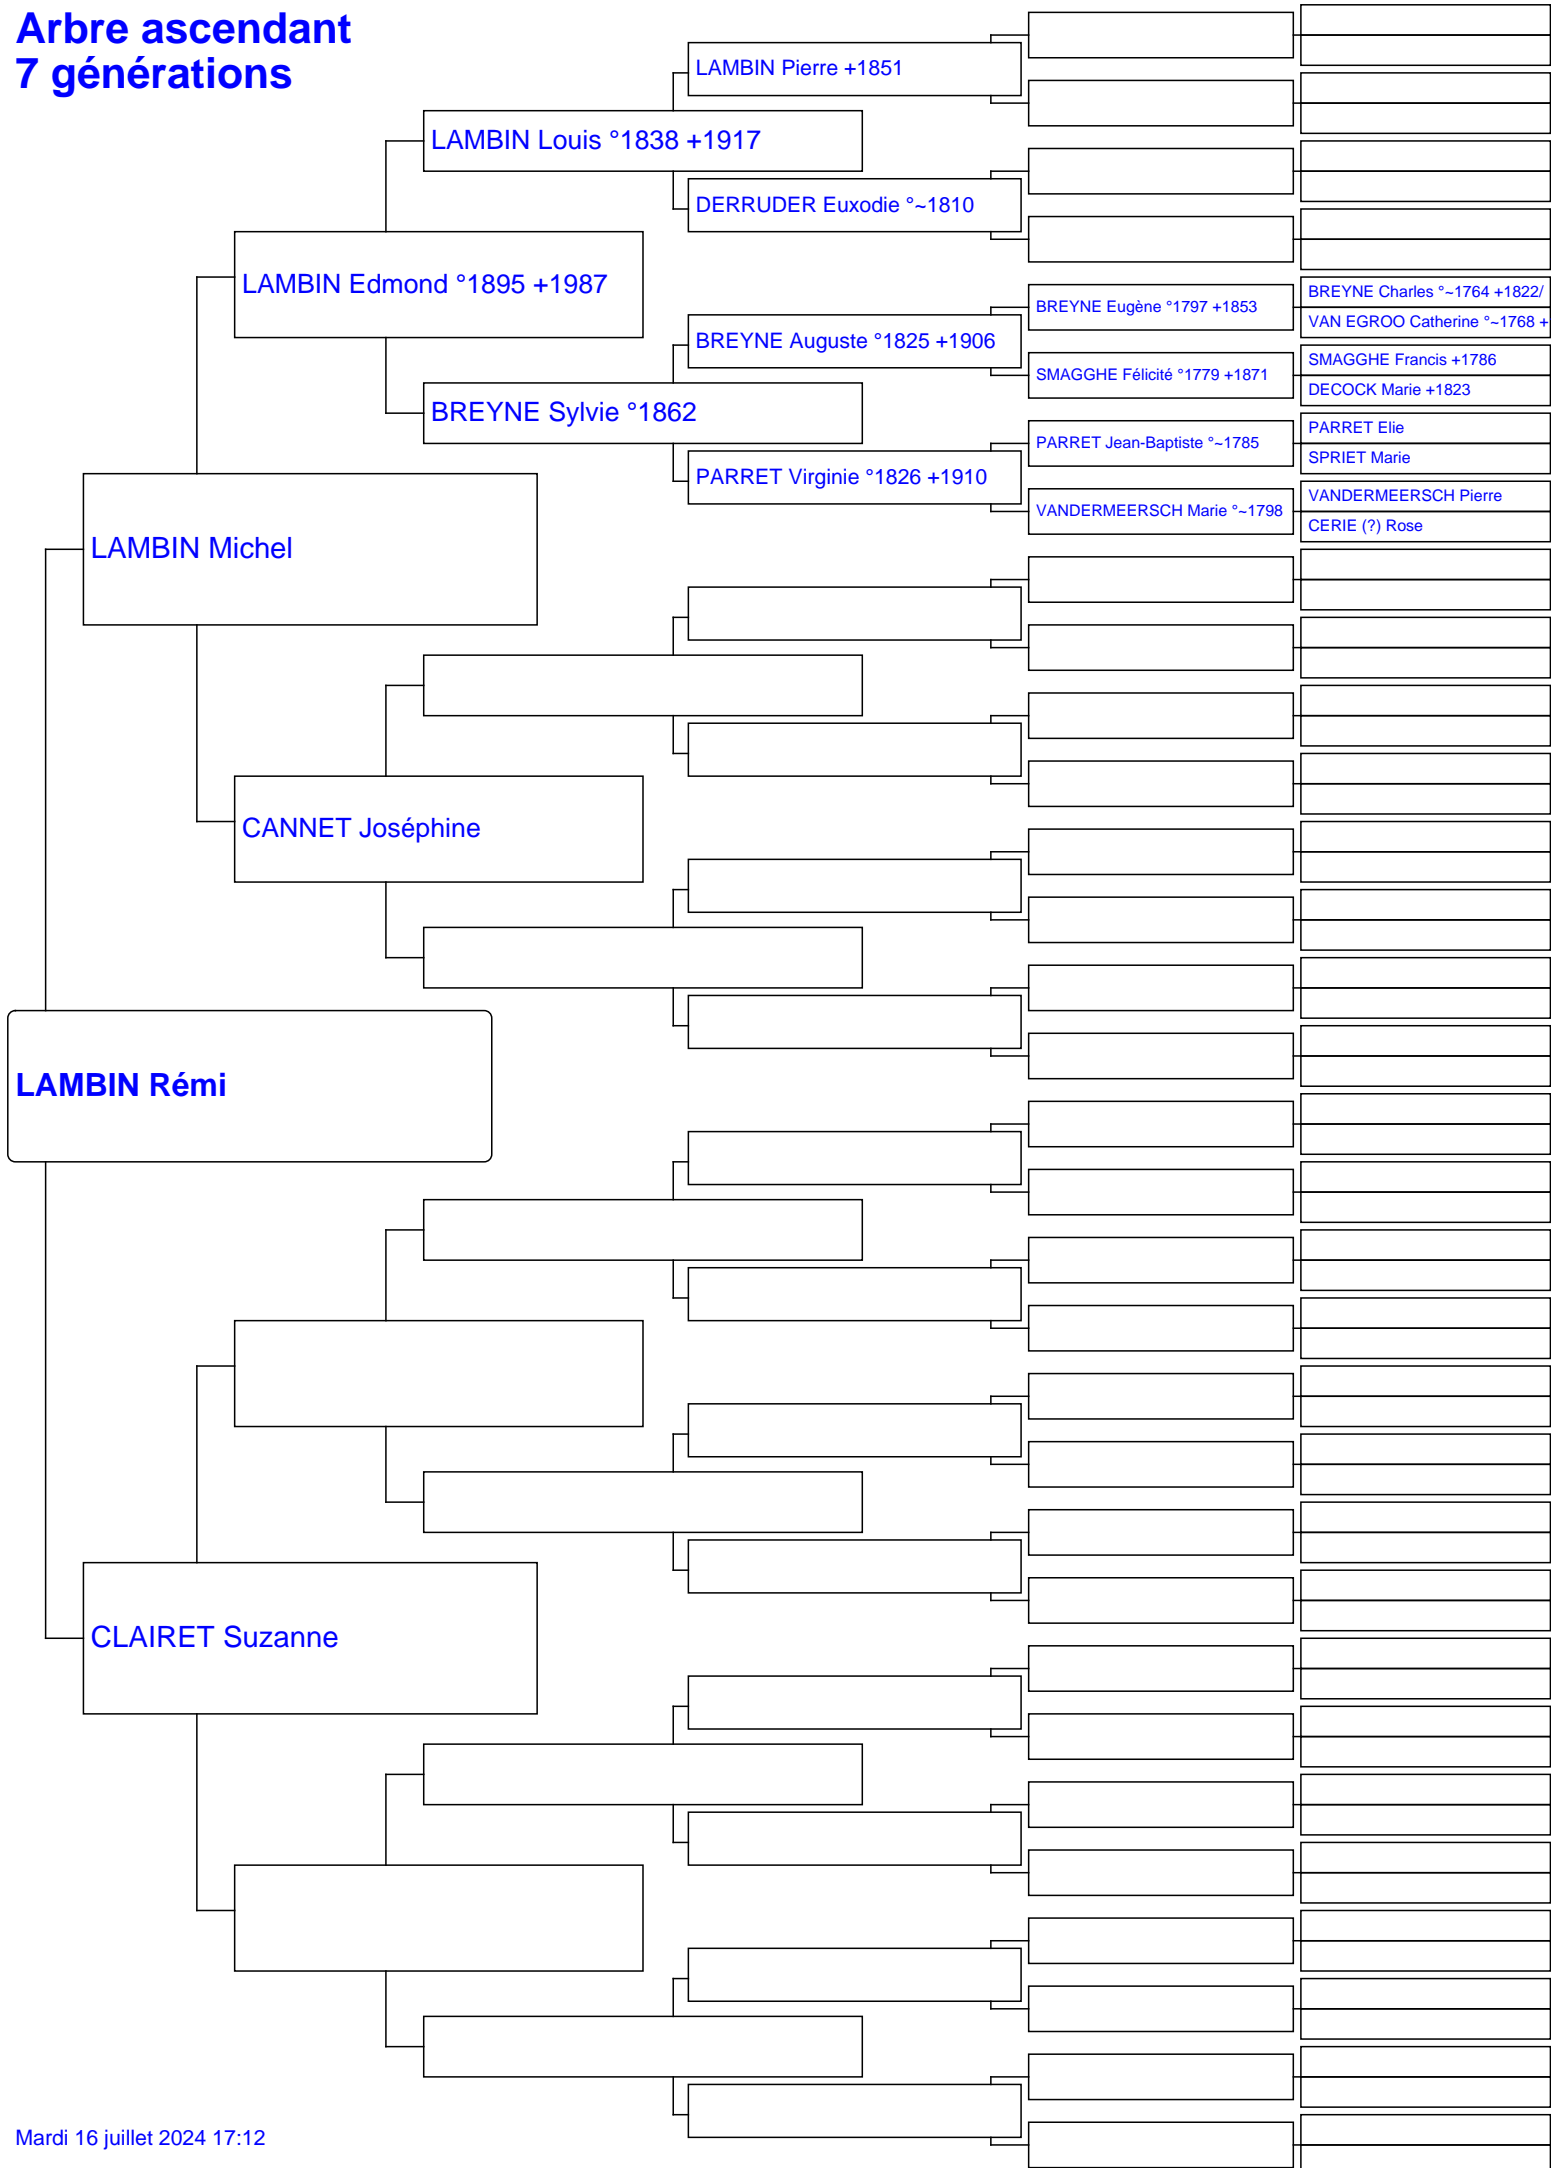 Arbre ascendant
7 générations
LAMBIN Pierre +1851
LAMBIN Louis °1838 +1917
DERRUDER Euxodie °~1810
LAMBIN Edmond °1895 +1987
BREYNE Charles °~1764 +1822/
BREYNE Eugène °1797 +1853
VAN EGROO Catherine °~1768 +
BREYNE Auguste °1825 +1906
SMAGGHE Francis +1786
SMAGGHE Félicité °1779 +1871
DECOCK Marie +1823
BREYNE Sylvie °1862
PARRET Elie
PARRET Jean-Baptiste °~1785
SPRIET Marie
PARRET Virginie °1826 +1910
VANDERMEERSCH Pierre
VANDERMEERSCH Marie °~1798
CERIE (?) Rose
LAMBIN Michel
CANNET Joséphine
LAMBIN Rémi
CLAIRET Suzanne
Mardi 16 juillet 2024 17:12